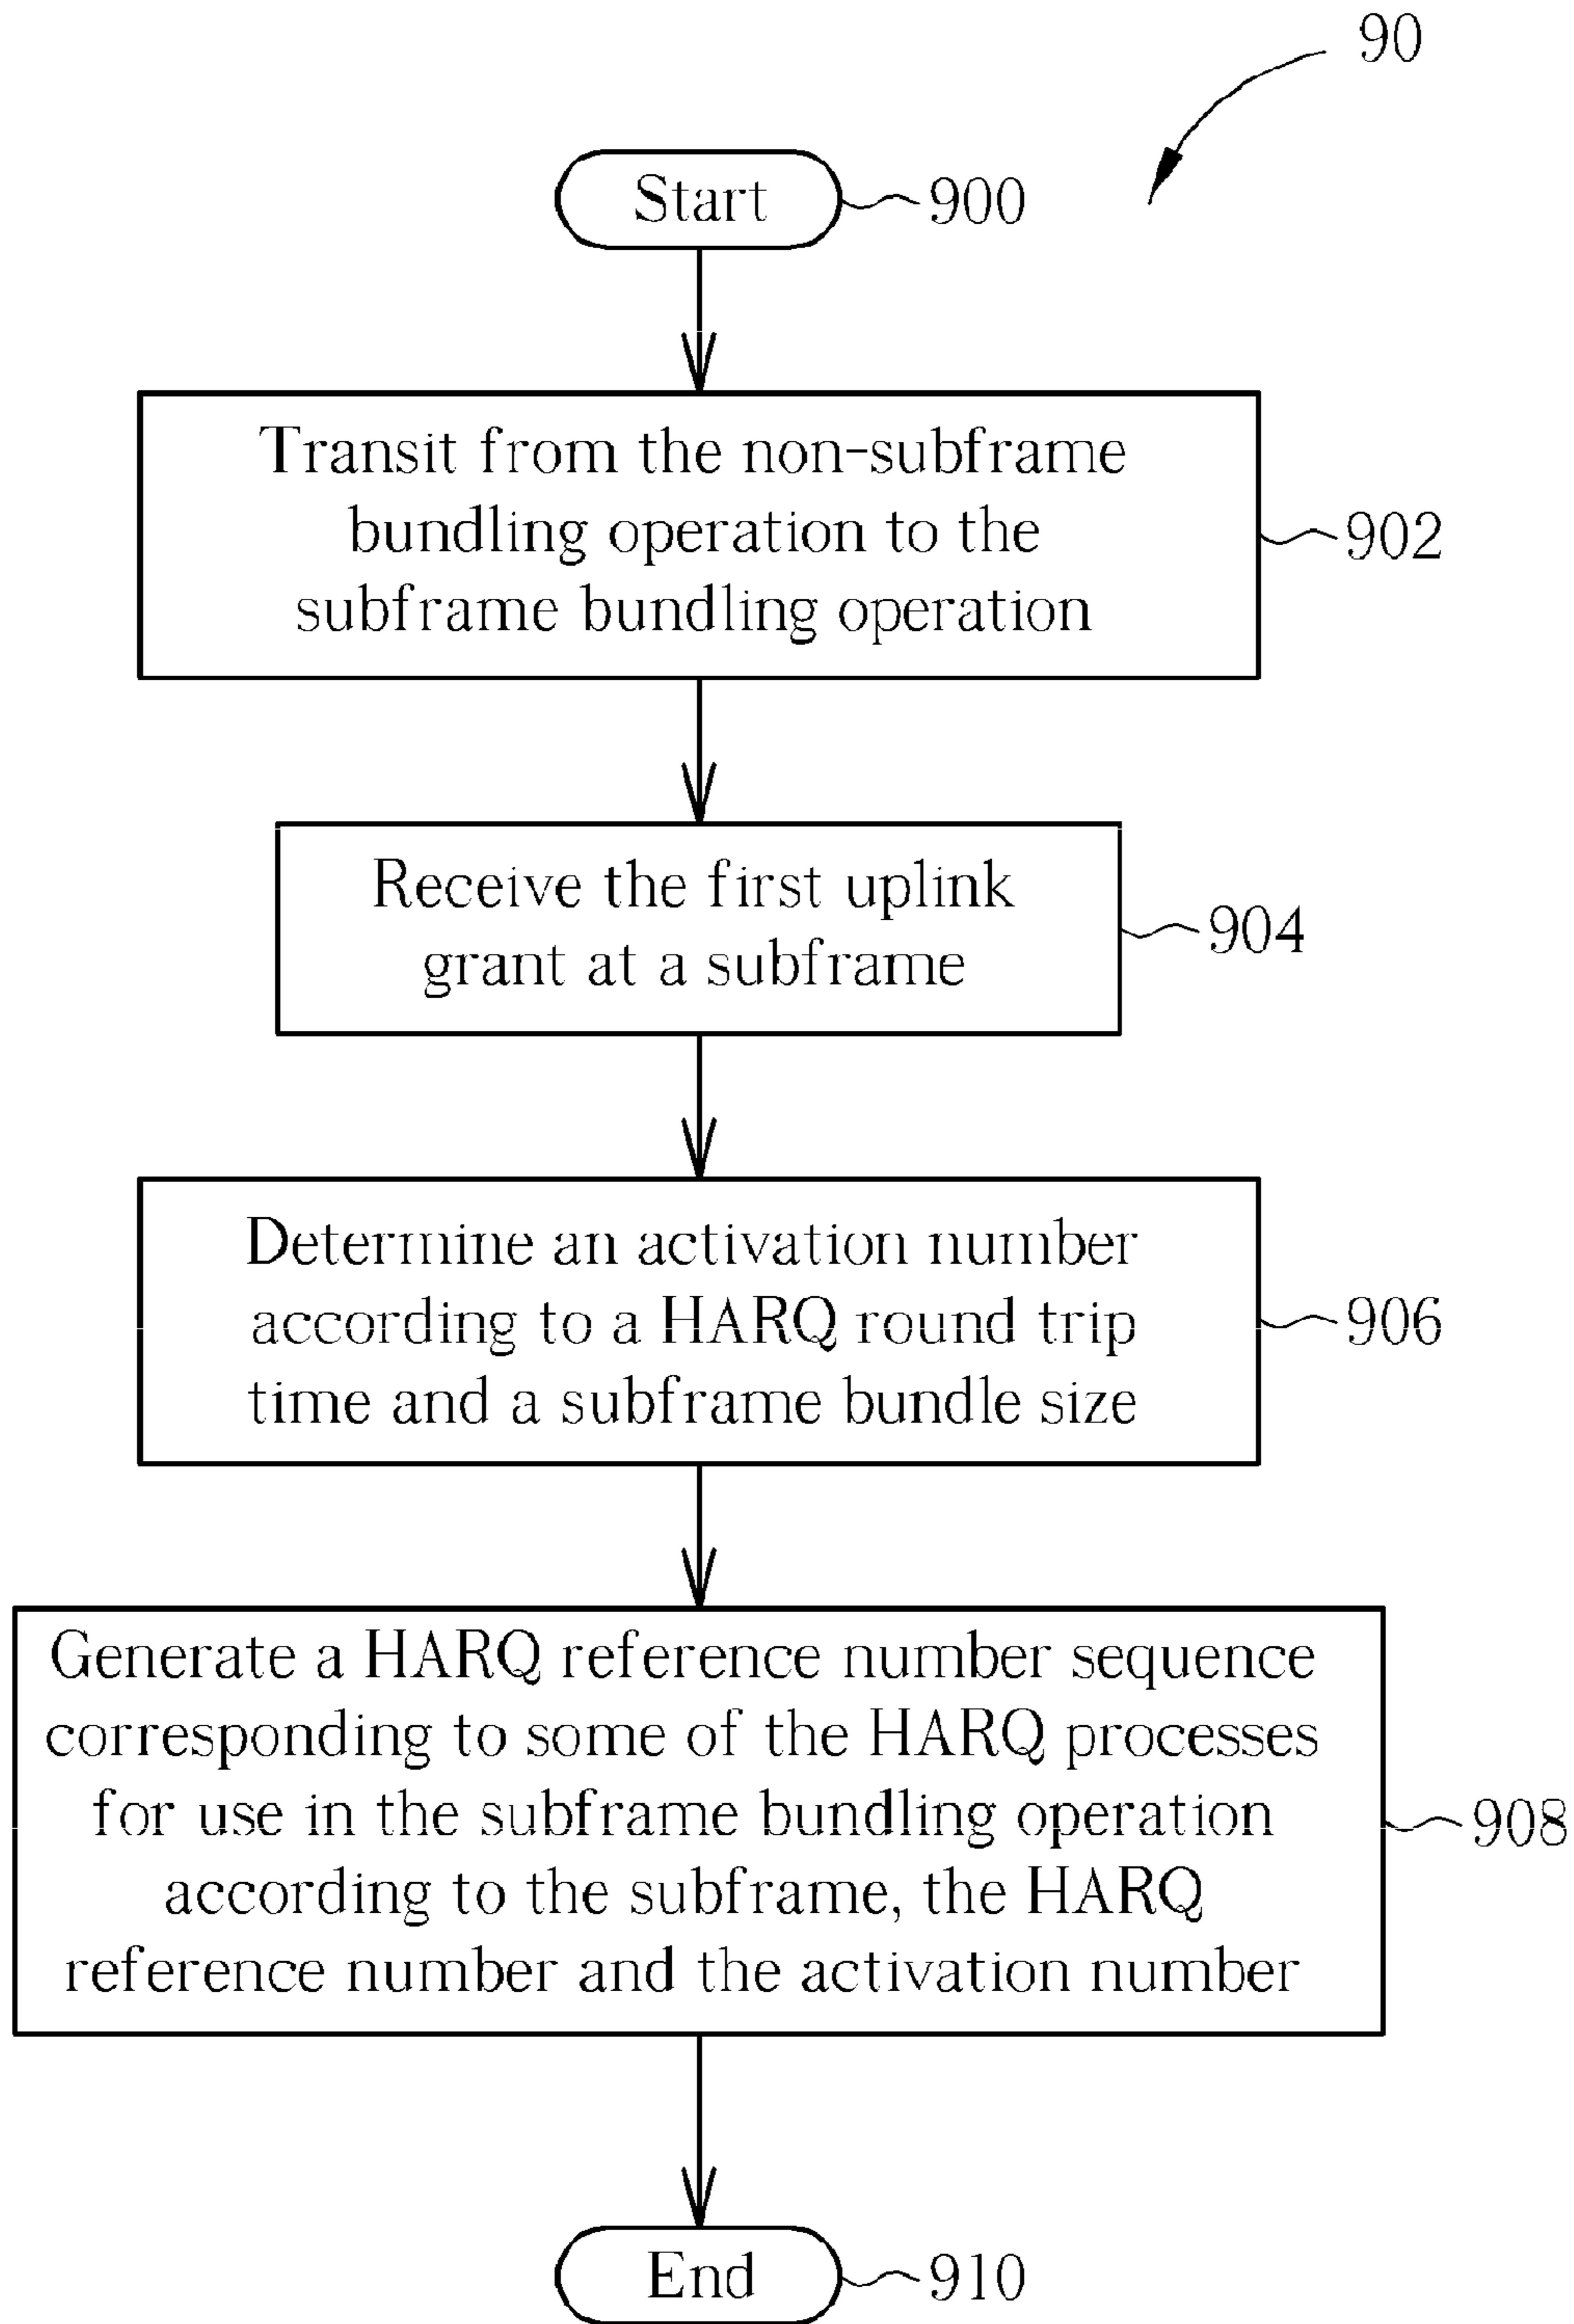 90
Start
900
Transit from the non-subframe
bundling operation to the
subframe bundling operation
902
Receive the first uplink
grant at a subframe
904
Determine an activation number
according to a HARQ round trip
time and a subframe bundle size
906
Generate a HARQ reference number sequence
corresponding to some of the HARQ processes
for use in the subframe bundling operation
according to the subframe, the HARQ
reference number and the activation number
908
End
910